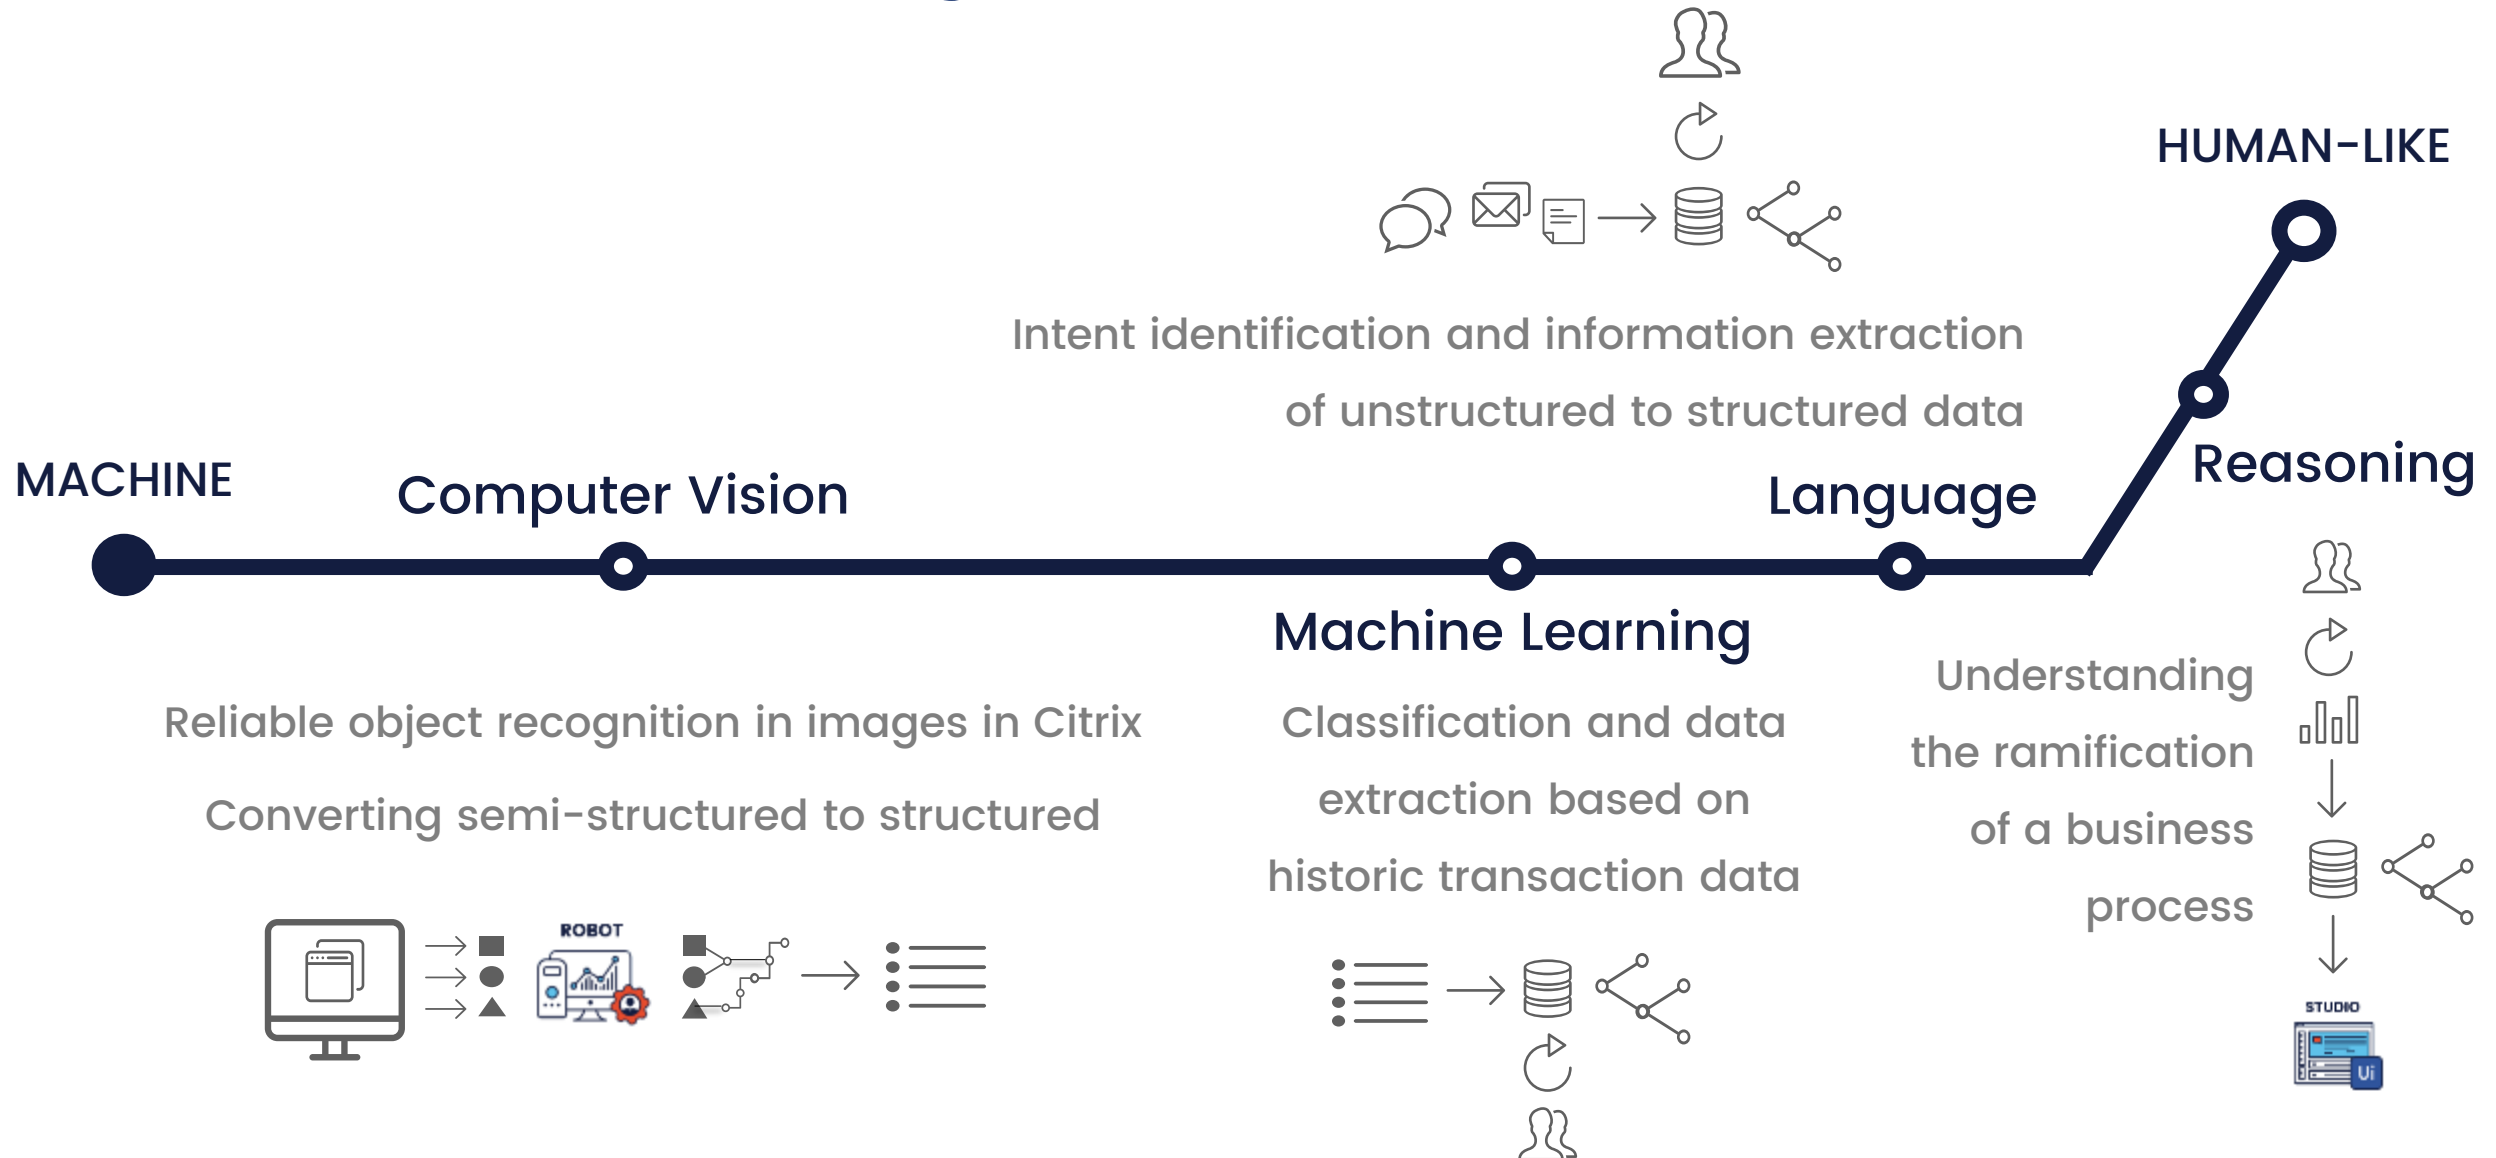 HUMAN-LIKE
Intent identification and information extraction
of unstructured to structured data
MACHINE
Computer Vision
Language
Reasoning
Machine Learning
Reliable object recognition in images in Citrix
Converting semi-structured to structured
Classification and data
extraction based on
historic transaction data
Understanding
the ramification
of a business
process
ROBOT
STUDIO
Ui